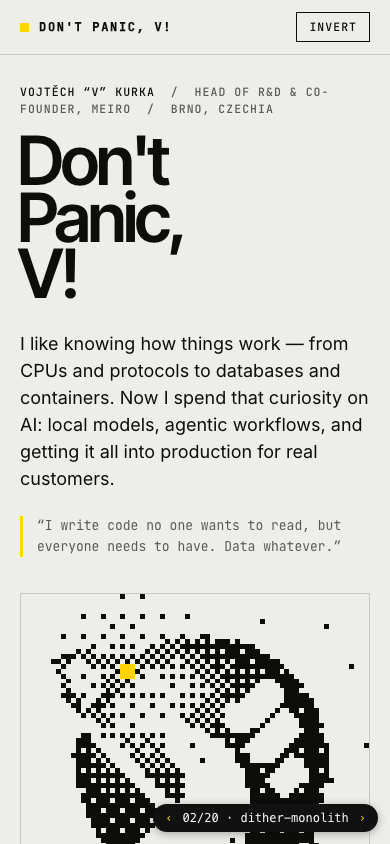 DON'T PANIC, V!
INVERT
VOJTĚCH “V” KURKA / HEAD OF R&D & CO-
FOUNDER, MEIRO / BRNO, CZECHIA
Don't
Panic,
V!
I like knowing how things work — from
CPUs and protocols to databases and
containers. Now I spend that curiosity on
AI: local models, agentic workflows, and
getting it all into production for real
customers.
“I write code no one wants to read, but
everyone needs to have. Data whatever.”
‹ 02/20 · dither—monolith ›